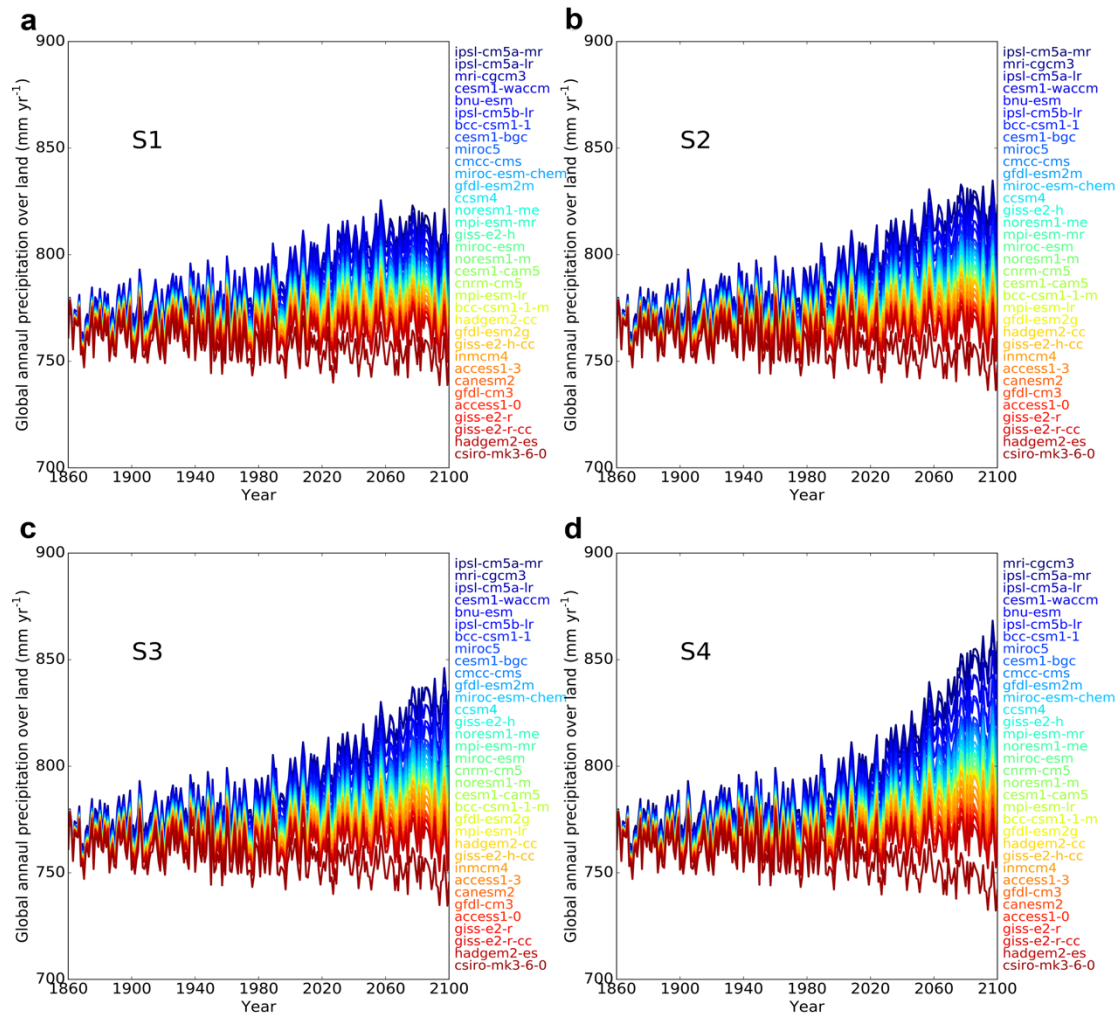 a
900
850
800
750
700
Global annaul precipitation over land (mm yr⁻¹)
S1
1860 1900 1940 1980 2020 2060 2100
Year
ipsl-cm5a-mr
mri-cgcm3
ipsl-cm5a-lr
cesm1-waccm
bnu-esm
ipsl-cm5b-lr
bcc-csm1-1
cesm1-bgc
miroc5
cmcc-cms
miroc-esm-chem
gfdl-esm2m
ccsm4
noresm1-me
mpi-esm-mr
giss-e2-h
miroc-esm
noresm1-m
cesm1-cam5
cnrm-cm5
mpi-esm-lr
bcc-csm1-1-m
hadgem2-cc
gfdl-esm2g
giss-e2-h-cc
inmcm4
access1-3
canesm2
gfdl-cm3
access1-0
giss-e2-r
giss-e2-r-cc
hadgem2-es
csiro-mk3-6-0
b
900
850
800
750
700
Global annaul precipitation over land (mm yr⁻¹)
S2
1860 1900 1940 1980 2020 2060 2100
Year
ipsl-cm5a-mr
mri-cgcm3
ipsl-cm5a-lr
cesm1-waccm
bnu-esm
ipsl-cm5b-lr
bcc-csm1-1
cesm1-bgc
miroc5
cmcc-cms
gfdl-esm2m
miroc-esm-chem
ccsm4
giss-e2-h
noresm1-me
mpi-esm-mr
miroc-esm
noresm1-m
cnrm-cm5
cesm1-cam5
bcc-csm1-1-m
mpi-esm-lr
gfdl-esm2g
hadgem2-cc
giss-e2-h-cc
inmcm4
access1-3
canesm2
gfdl-cm3
access1-0
giss-e2-r
giss-e2-r-cc
hadgem2-es
csiro-mk3-6-0
c
900
850
800
750
700
Global annaul precipitation over land (mm yr⁻¹)
S3
1860 1900 1940 1980 2020 2060 2100
Year
ipsl-cm5a-mr
mri-cgcm3
ipsl-cm5a-lr
cesm1-waccm
bnu-esm
ipsl-cm5b-lr
bcc-csm1-1
miroc5
cesm1-bgc
cmcc-cms
gfdl-esm2m
miroc-esm-chem
ccsm4
giss-e2-h
noresm1-me
mpi-esm-mr
miroc-esm
cnrm-cm5
noresm1-m
cesm1-cam5
bcc-csm1-1-m
gfdl-esm2g
mpi-esm-lr
hadgem2-cc
giss-e2-h-cc
inmcm4
access1-3
canesm2
gfdl-cm3
access1-0
giss-e2-r
giss-e2-r-cc
hadgem2-es
csiro-mk3-6-0
d
900
850
800
750
700
Global annaul precipitation over land (mm yr⁻¹)
S4
1860 1900 1940 1980 2020 2060 2100
Year
mri-cgcm3
ipsl-cm5a-mr
ipsl-cm5a-lr
cesm1-waccm
bnu-esm
ipsl-cm5b-lr
bcc-csm1-1
miroc5
cesm1-bgc
cmcc-cms
gfdl-esm2m
miroc-esm-chem
ccsm4
giss-e2-h
mpi-esm-mr
noresm1-me
miroc-esm
cnrm-cm5
noresm1-m
cesm1-cam5
mpi-esm-lr
bcc-csm1-1-m
gfdl-esm2g
hadgem2-cc
giss-e2-h-cc
inmcm4
access1-3
gfdl-cm3
canesm2
access1-0
giss-e2-r
giss-e2-r-cc
hadgem2-es
csiro-mk3-6-0